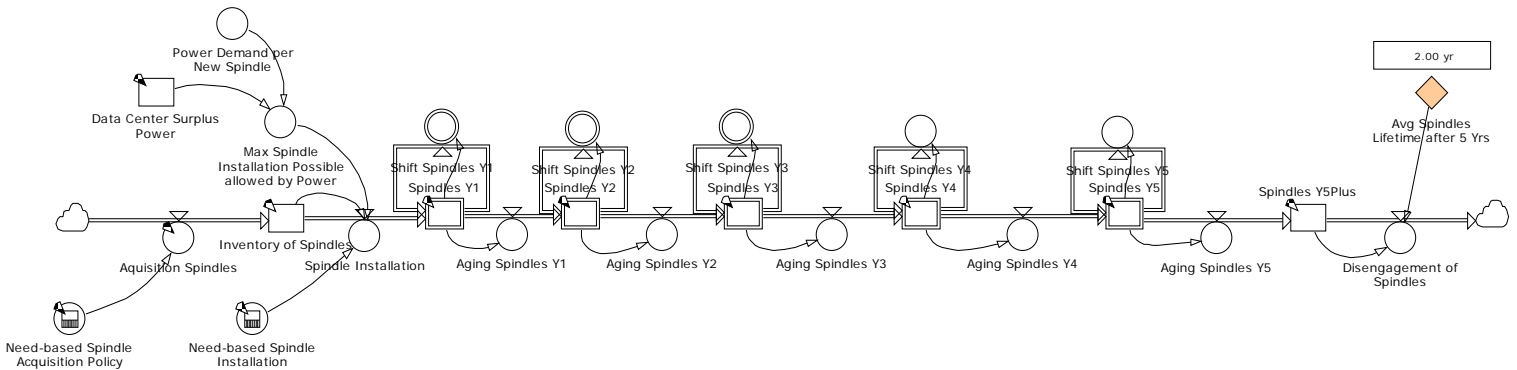 Power Demand per
New Spindle
2.00 yr
Data Center Surplus
Power
Avg Spindles
Lifetime after 5 Yrs
Max Spindle
Installation Possible
allowed by Power
Shift Spindles Y1
Spindles Y1
Shift Spindles Y2
Spindles Y2
Shift Spindles Y3
Spindles Y3
Shift Spindles Y4
Spindles Y4
Shift Spindles Y5
Spindles Y5
Spindles Y5Plus
Inventory of Spindles
Aquisition Spindles
Spindle Installation
Aging Spindles Y1
Aging Spindles Y2
Aging Spindles Y3
Aging Spindles Y4
Aging Spindles Y5
Disengagement of
Spindles
Need-based Spindle
Acquisition Policy
Need-based Spindle
Installation